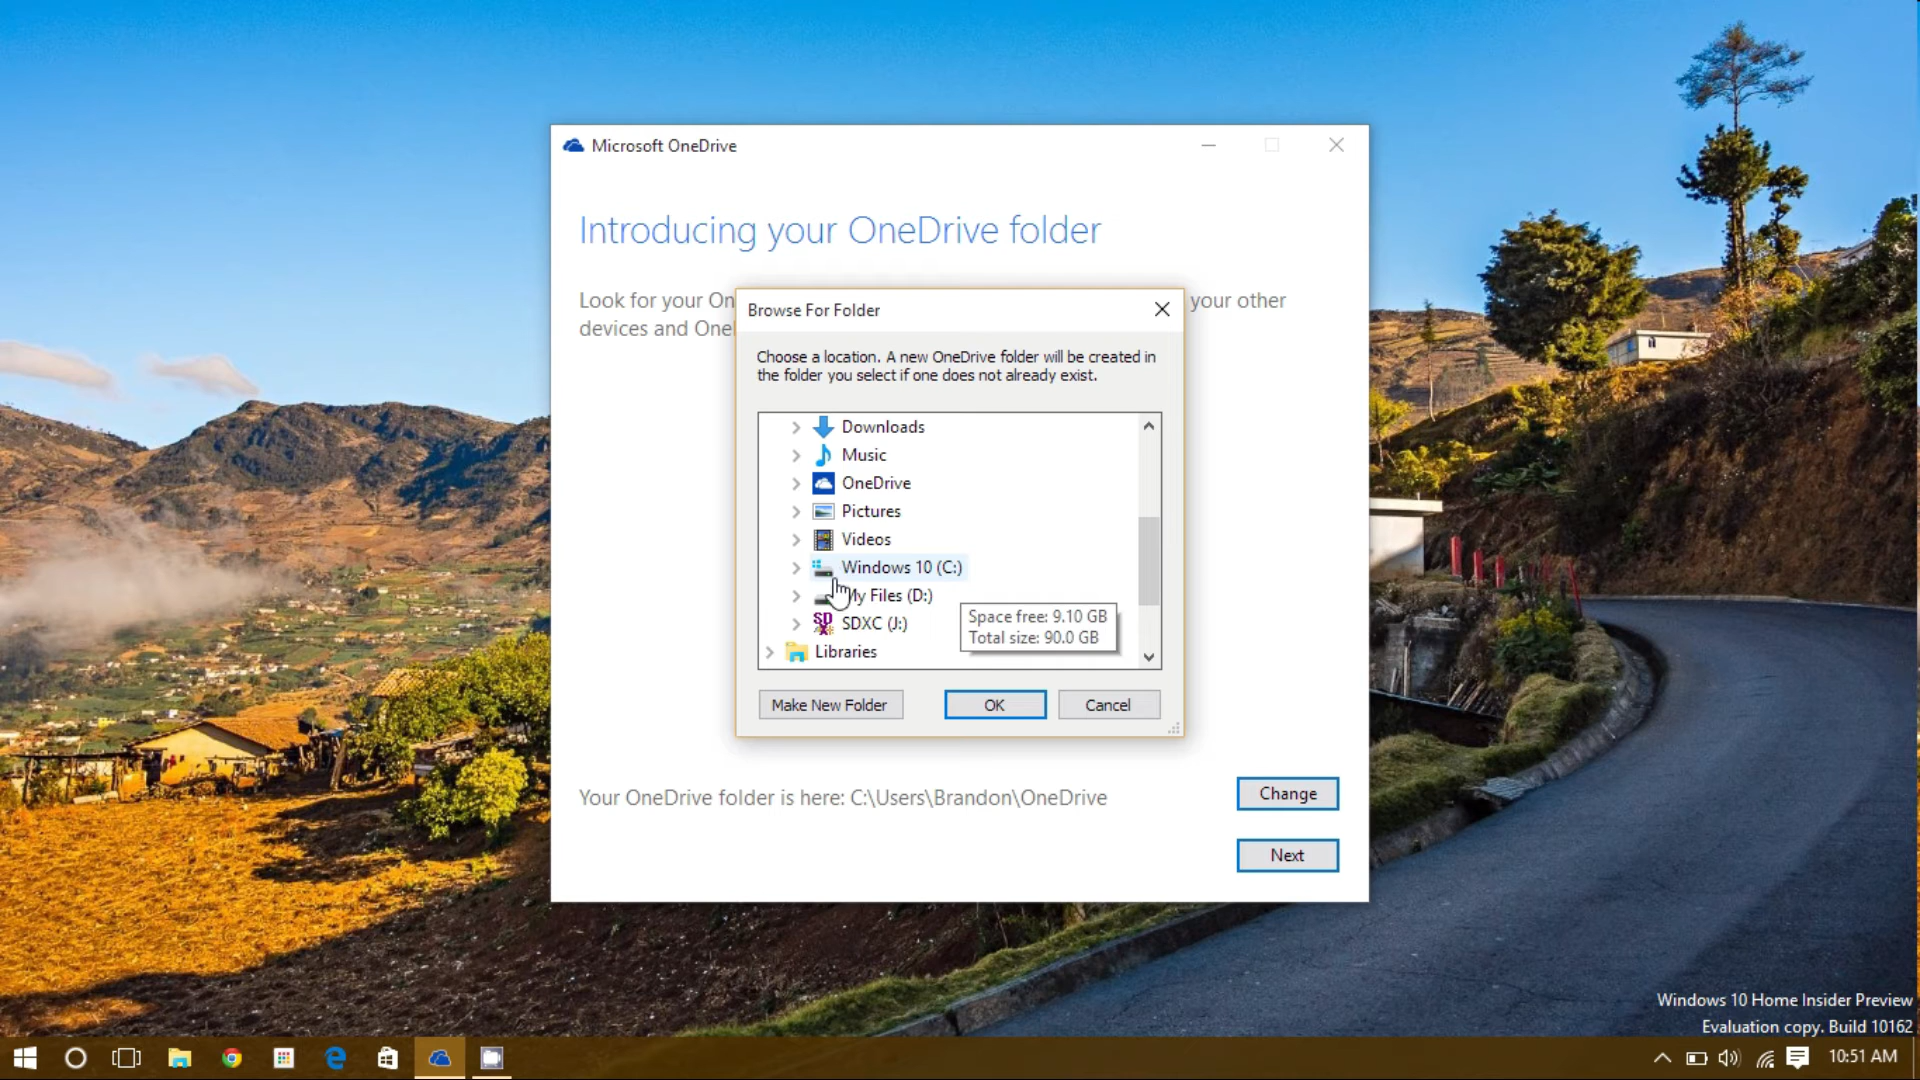 Microsoft OneDrive
Introducing your OneDrive folder
Look for your On
your other
devices and One
Browse For Folder
Choose a location. A new OneDrive folder will be created in
the folder you select if one does not already exist.
Downloads
Music
OneDrive
Pictures
Videos
Windows 10 (C:)
My Files (D:)
SDXC (J:)
Libraries
Space free: 9.10 GB
Total size: 90.0 GB
Make New Folder
OK
Cancel
Your OneDrive folder is here: C:\Users\Brandon\OneDrive
Change
Next
Windows 10 Home Insider Preview
Evaluation copy. Build 10162
10:51 AM